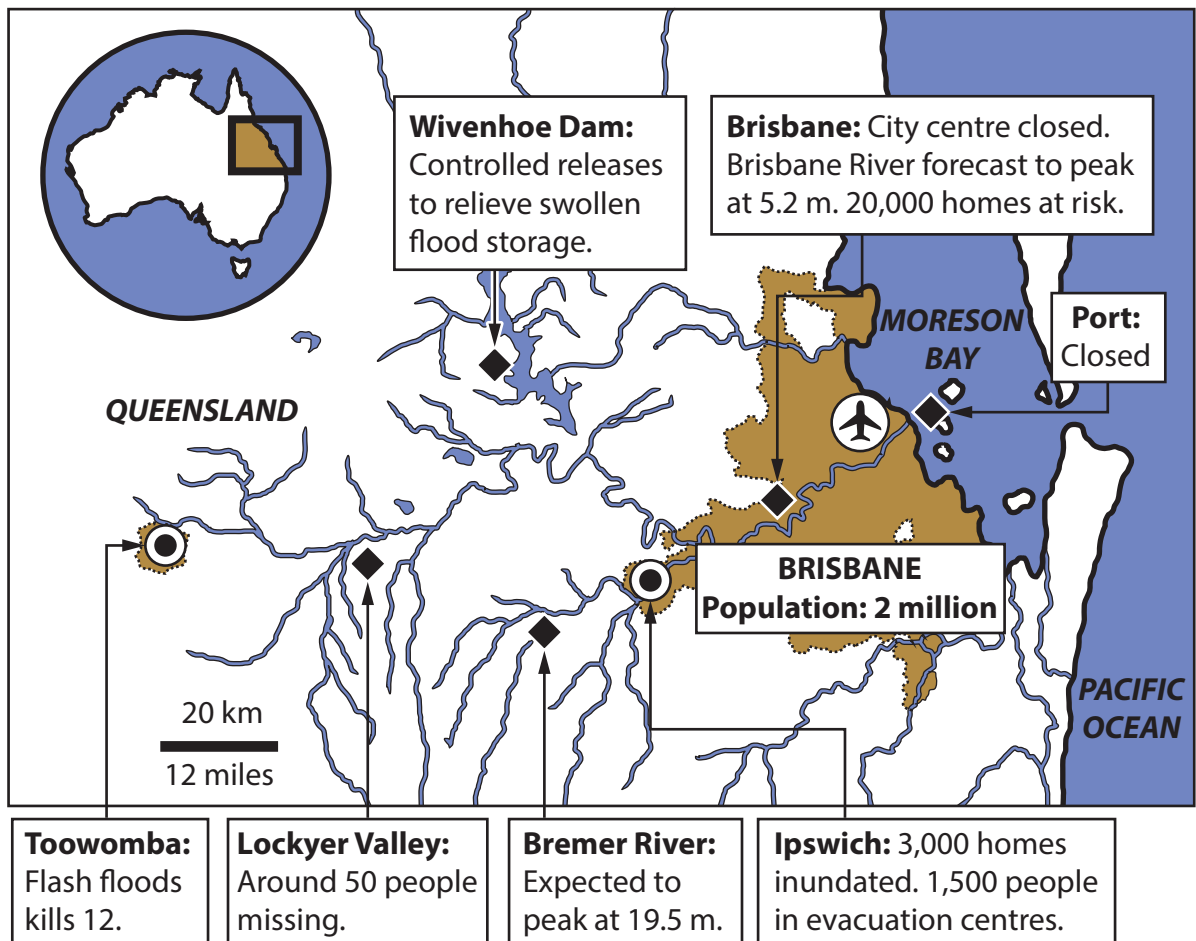 Wivenhoe Dam:
Controlled releases
to relieve swollen
flood storage.
Brisbane: City centre closed.
Brisbane River forecast to peak
at 5.2 m. 20,000 homes at risk.
MORESON
BAY
Port:
Closed
QUEENSLAND
BRISBANE
Population: 2 million
PACIFIC
OCEAN
20 km
12 miles
Toowomba:
Flash floods
kills 12.
Lockyer Valley:
Around 50 people
missing.
Bremer River:
Expected to
peak at 19.5 m.
Ipswich: 3,000 homes
inundated. 1,500 people
in evacuation centres.